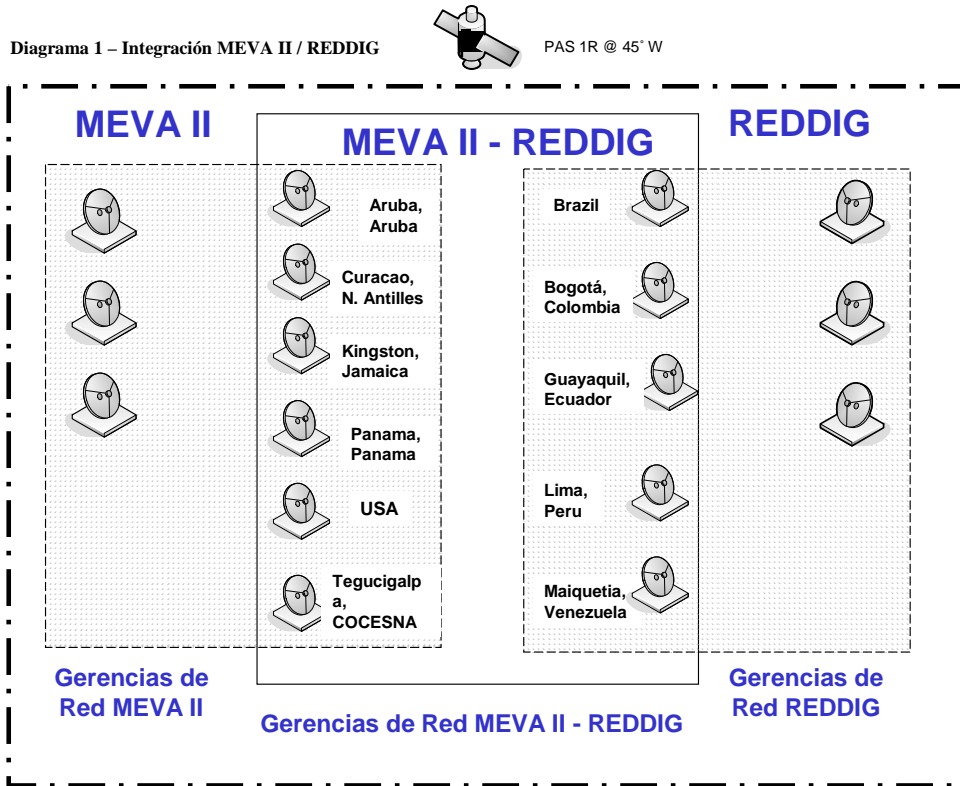 Diagrama 1 – Integración MEVA II / REDDIG
PAS 1R @ 45° W
MEVA II
MEVA II - REDDIG
REDDIG
Aruba,
Aruba
Curacao,
N. Antilles
Kingston,
Jamaica
Panama,
Panama
USA
Tegucigalp
a,
COCESNA
Brazil
Bogotá,
Colombia
Guayaquil,
Ecuador
Lima,
Peru
Maiquetia,
Venezuela
Gerencias de
Red MEVA II
Gerencias de Red MEVA II - REDDIG
Gerencias de
Red REDDIG